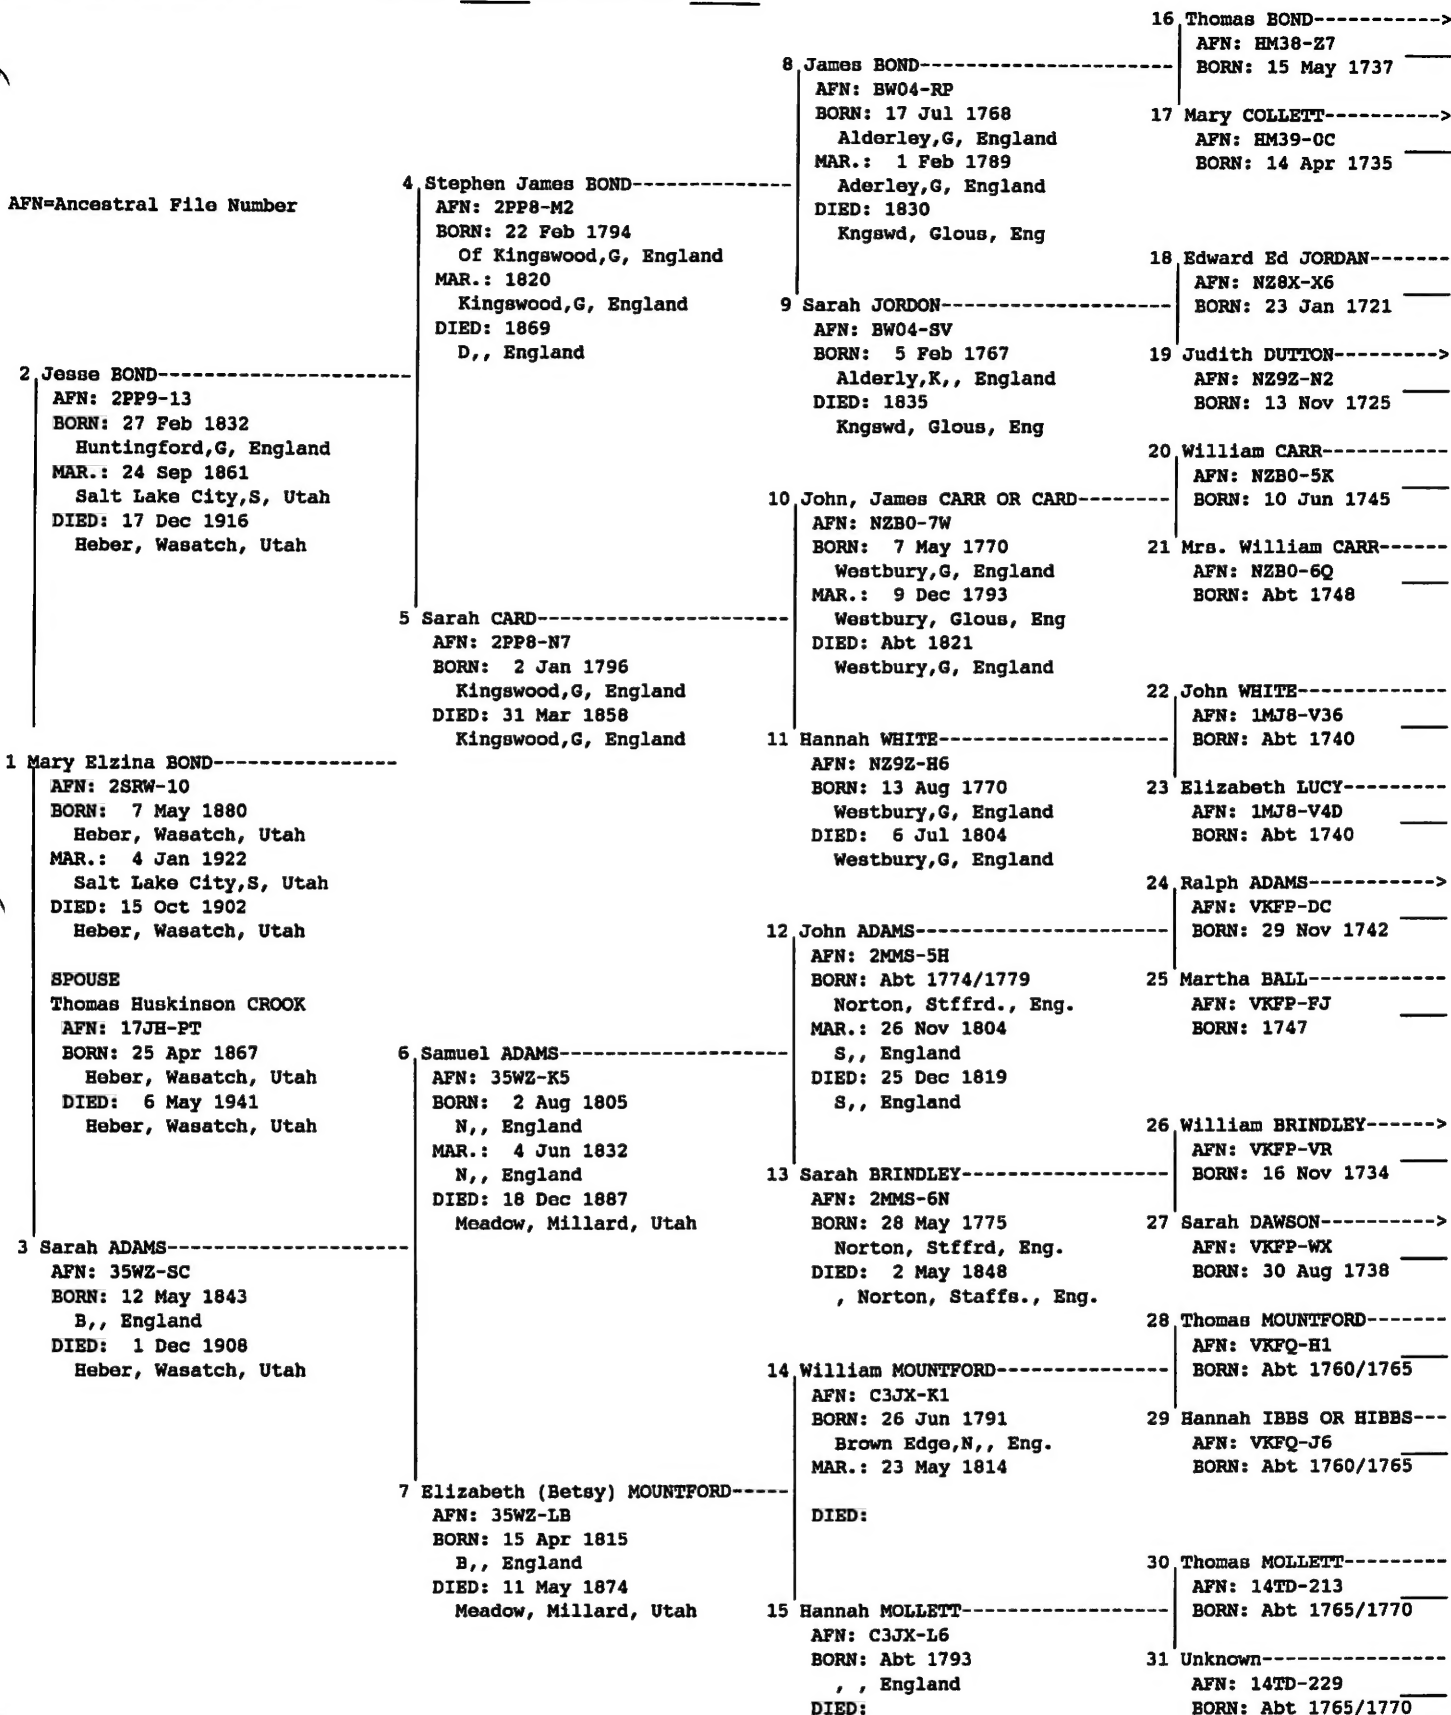 AFN=Ancestral File Number
1 Mary Elzina BOND----------------
AFN: 2SRW-10
BORN: 7 May 1880
Heber, Wasatch, Utah
MAR.: 4 Jan 1922
Salt Lake City,S, Utah
DIED: 15 Oct 1902
Heber, Wasatch, Utah
SPOUSE
Thomas Huskinson CROOK
AFN: 17JH-PT
BORN: 25 Apr 1867
Heber, Wasatch, Utah
DIED: 6 May 1941
Heber, Wasatch, Utah
2 Jesse BOND----------------------
AFN: 2PP9-13
BORN: 27 Feb 1832
Huntingford,G, England
MAR.: 24 Sep 1861
Salt Lake City,S, Utah
DIED: 17 Dec 1916
Heber, Wasatch, Utah
3 Sarah ADAMS---------------------
AFN: 35WZ-SC
BORN: 12 May 1843
B,, England
DIED: 1 Dec 1908
Heber, Wasatch, Utah
4 Stephen James BOND--------------
AFN: 2PP8-M2
BORN: 22 Feb 1794
Of Kingswood,G, England
MAR.: 1820
Kingswood,G, England
DIED: 1869
D,, England
5 Sarah CARD----------------------
AFN: 2PP8-N7
BORN: 2 Jan 1796
Kingswood,G, England
DIED: 31 Mar 1858
Kingswood,G, England
6 Samuel ADAMS--------------------
AFN: 35WZ-K5
BORN: 2 Aug 1805
N,, England
MAR.: 4 Jun 1832
N,, England
DIED: 18 Dec 1887
Meadow, Millard, Utah
7 Elizabeth (Betsy) MOUNTFORD-----
AFN: 35WZ-LB
BORN: 15 Apr 1815
B,, England
DIED: 11 May 1874
Meadow, Millard, Utah
8 James BOND----------------------
AFN: BW04-RP
BORN: 17 Jul 1768
Alderley,G, England
MAR.: 1 Feb 1789
Aderley,G, England
DIED: 1830
Kngswd, Glous, Eng
9 Sarah JORDON--------------------
AFN: BW04-SV
BORN: 5 Feb 1767
Alderly,K,, England
DIED: 1835
Kngswd, Glous, Eng
10 John, James CARR OR CARD--------
AFN: NZB0-7W
BORN: 7 May 1770
Westbury,G, England
MAR.: 9 Dec 1793
Westbury, Glous, Eng
DIED: Abt 1821
Westbury,G, England
11 Hannah WHITE--------------------
AFN: NZ9Z-H6
BORN: 13 Aug 1770
Westbury,G, England
DIED: 6 Jul 1804
Westbury,G, England
12 John ADAMS----------------------
AFN: 2MMS-5H
BORN: Abt 1774/1779
Norton, Stffrd., Eng.
MAR.: 26 Nov 1804
S,, England
DIED: 25 Dec 1819
S,, England
13 Sarah BRINDLEY------------------
AFN: 2MMS-6N
BORN: 28 May 1775
Norton, Stffrd, Eng.
DIED: 2 May 1848
, Norton, Staffs., Eng.
14 William MOUNTFORD---------------
AFN: C3JX-K1
BORN: 26 Jun 1791
Brown Edge,N,, Eng.
MAR.: 23 May 1814
DIED:
15 Hannah MOLLETT------------------
AFN: C3JX-L6
BORN: Abt 1793
, , England
DIED:
16 Thomas BOND----------->
AFN: HM38-Z7
BORN: 15 May 1737
17 Mary COLLETT---------->
AFN: HM39-0C
BORN: 14 Apr 1735
18 Edward Ed JORDAN-------
AFN: NZ8X-X6
BORN: 23 Jan 1721
19 Judith DUTTON--------->
AFN: NZ9Z-N2
BORN: 13 Nov 1725
20 William CARR-----------
AFN: NZB0-5K
BORN: 10 Jun 1745
21 Mrs. William CARR------
AFN: NZB0-6Q
BORN: Abt 1748
22 John WHITE-------------
AFN: 1MJ8-V36
BORN: Abt 1740
23 Elizabeth LUCY---------
AFN: 1MJ8-V4D
BORN: Abt 1740
24 Ralph ADAMS----------->
AFN: VKFP-DC
BORN: 29 Nov 1742
25 Martha BALL------------
AFN: VKFP-FJ
BORN: 1747
26 William BRINDLEY------>
AFN: VKFP-VR
BORN: 16 Nov 1734
27 Sarah DAWSON---------->
AFN: VKFP-WX
BORN: 30 Aug 1738
28 Thomas MOUNTFORD-------
AFN: VKFQ-H1
BORN: Abt 1760/1765
29 Hannah IBBS OR HIBBS---
AFN: VKFQ-J6
BORN: Abt 1760/1765
30 Thomas MOLLETT---------
AFN: 14TD-213
BORN: Abt 1765/1770
31 Unknown----------------
AFN: 14TD-229
BORN: Abt 1765/1770